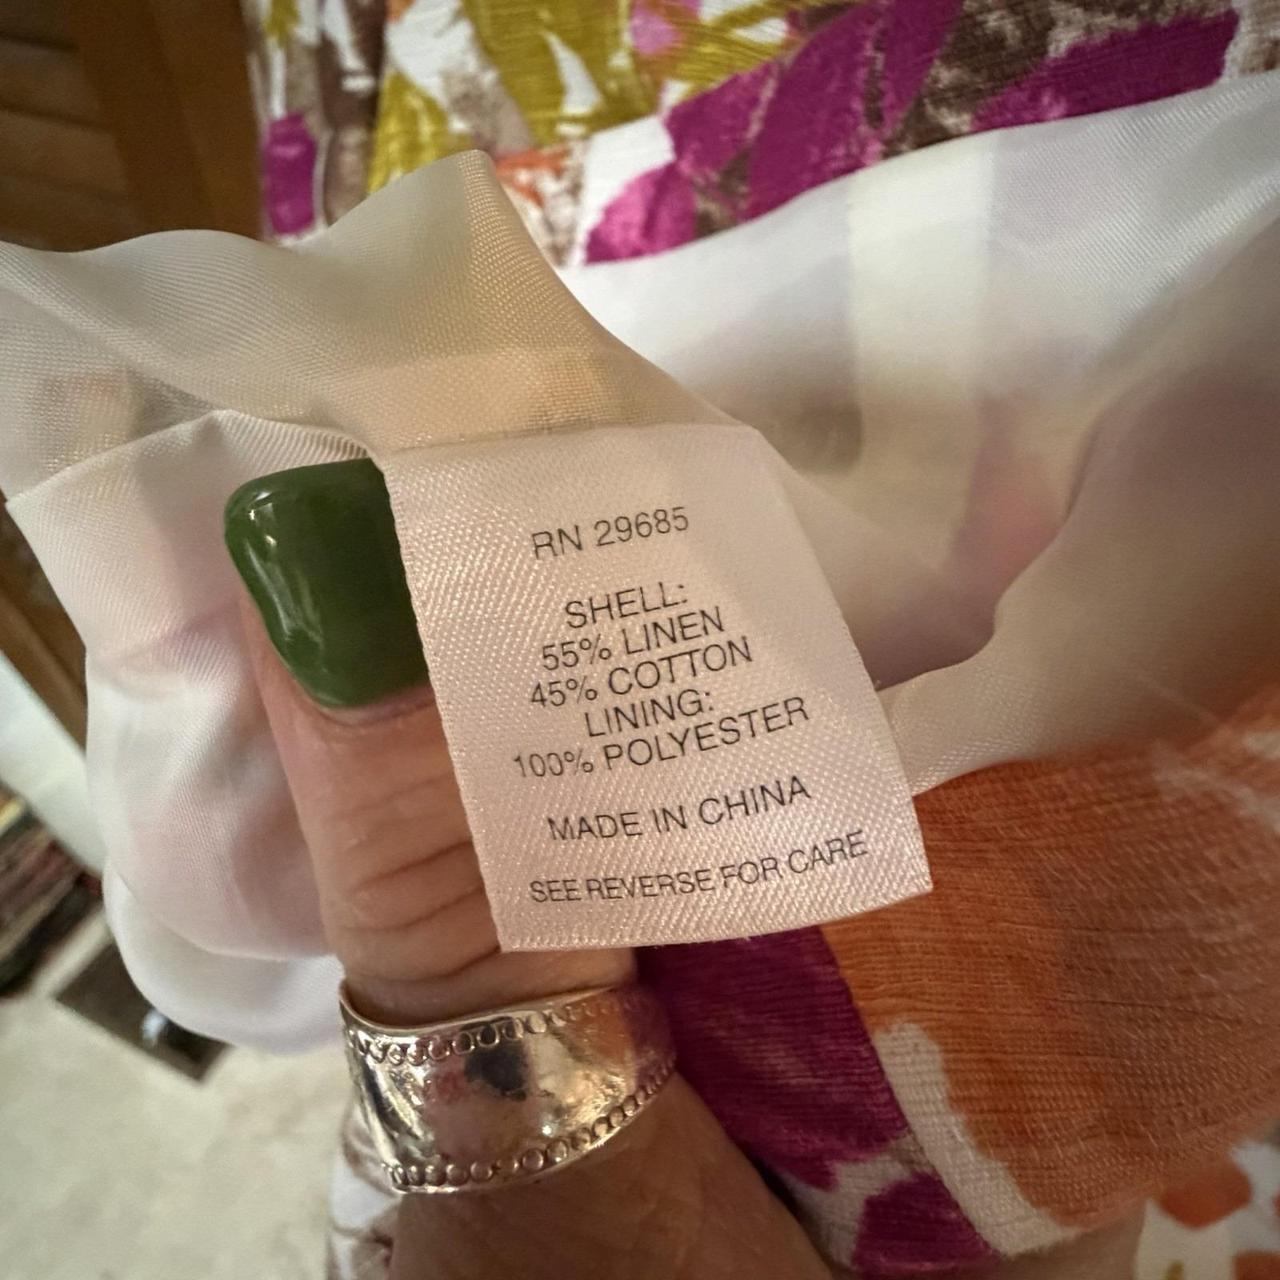 RN 29685
SHELL:
55% LINEN
45% COTTON
LINING:
100% POLYESTER
MADE IN CHINA
SEE REVERSE FOR CARE